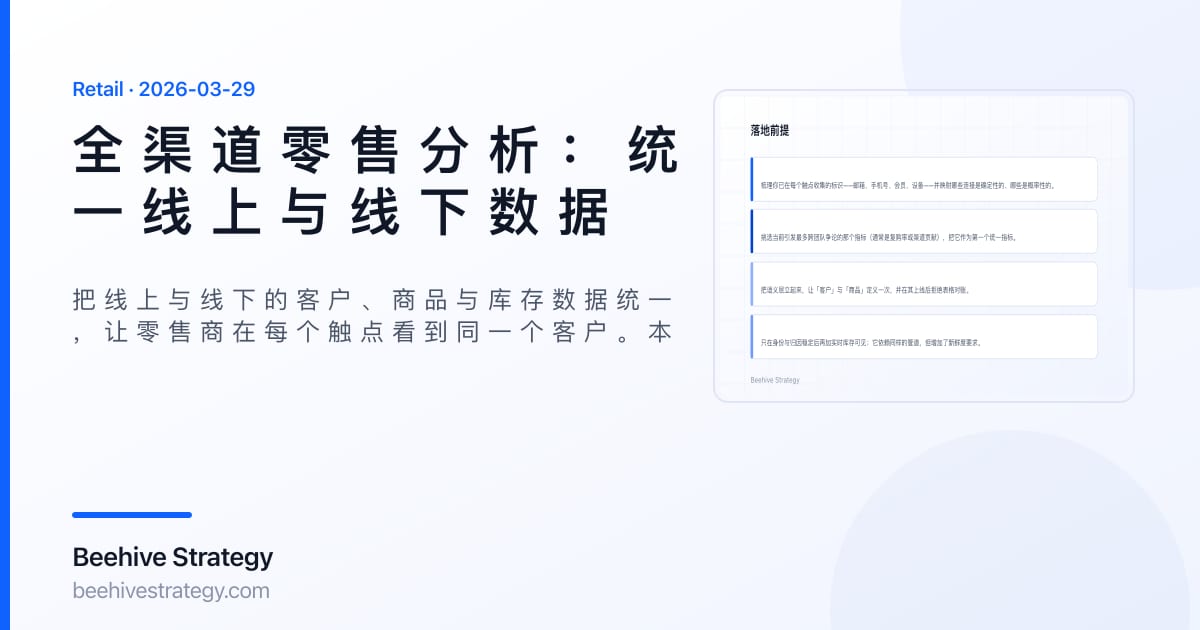 Retail · 2026-03-29
全渠道零售分析：统
一线上与线下数据
把线上与线下的客户、商品与库存数据统一
，让零售商在每个触点看到同一个客户。本
落地前提
梳理你已在每个触点收集的标识——邮箱、手机号、会员、设备——并映射哪些连接是确定性的、哪些是概率性的。
挑选当前引发最多跨团队争论的那个指标（通常是复购率或渠道贡献），把它作为第一个统一指标。
把语义层立起来，让「客户」与「商品」定义一次，并在其上线后拒绝表格对账。
只在身份与归因稳定后再加实时库存可见；它依赖同样的管道，但增加了新鲜度要求。
Beehive Strategy
Beehive Strategy
beehivestrategy.com